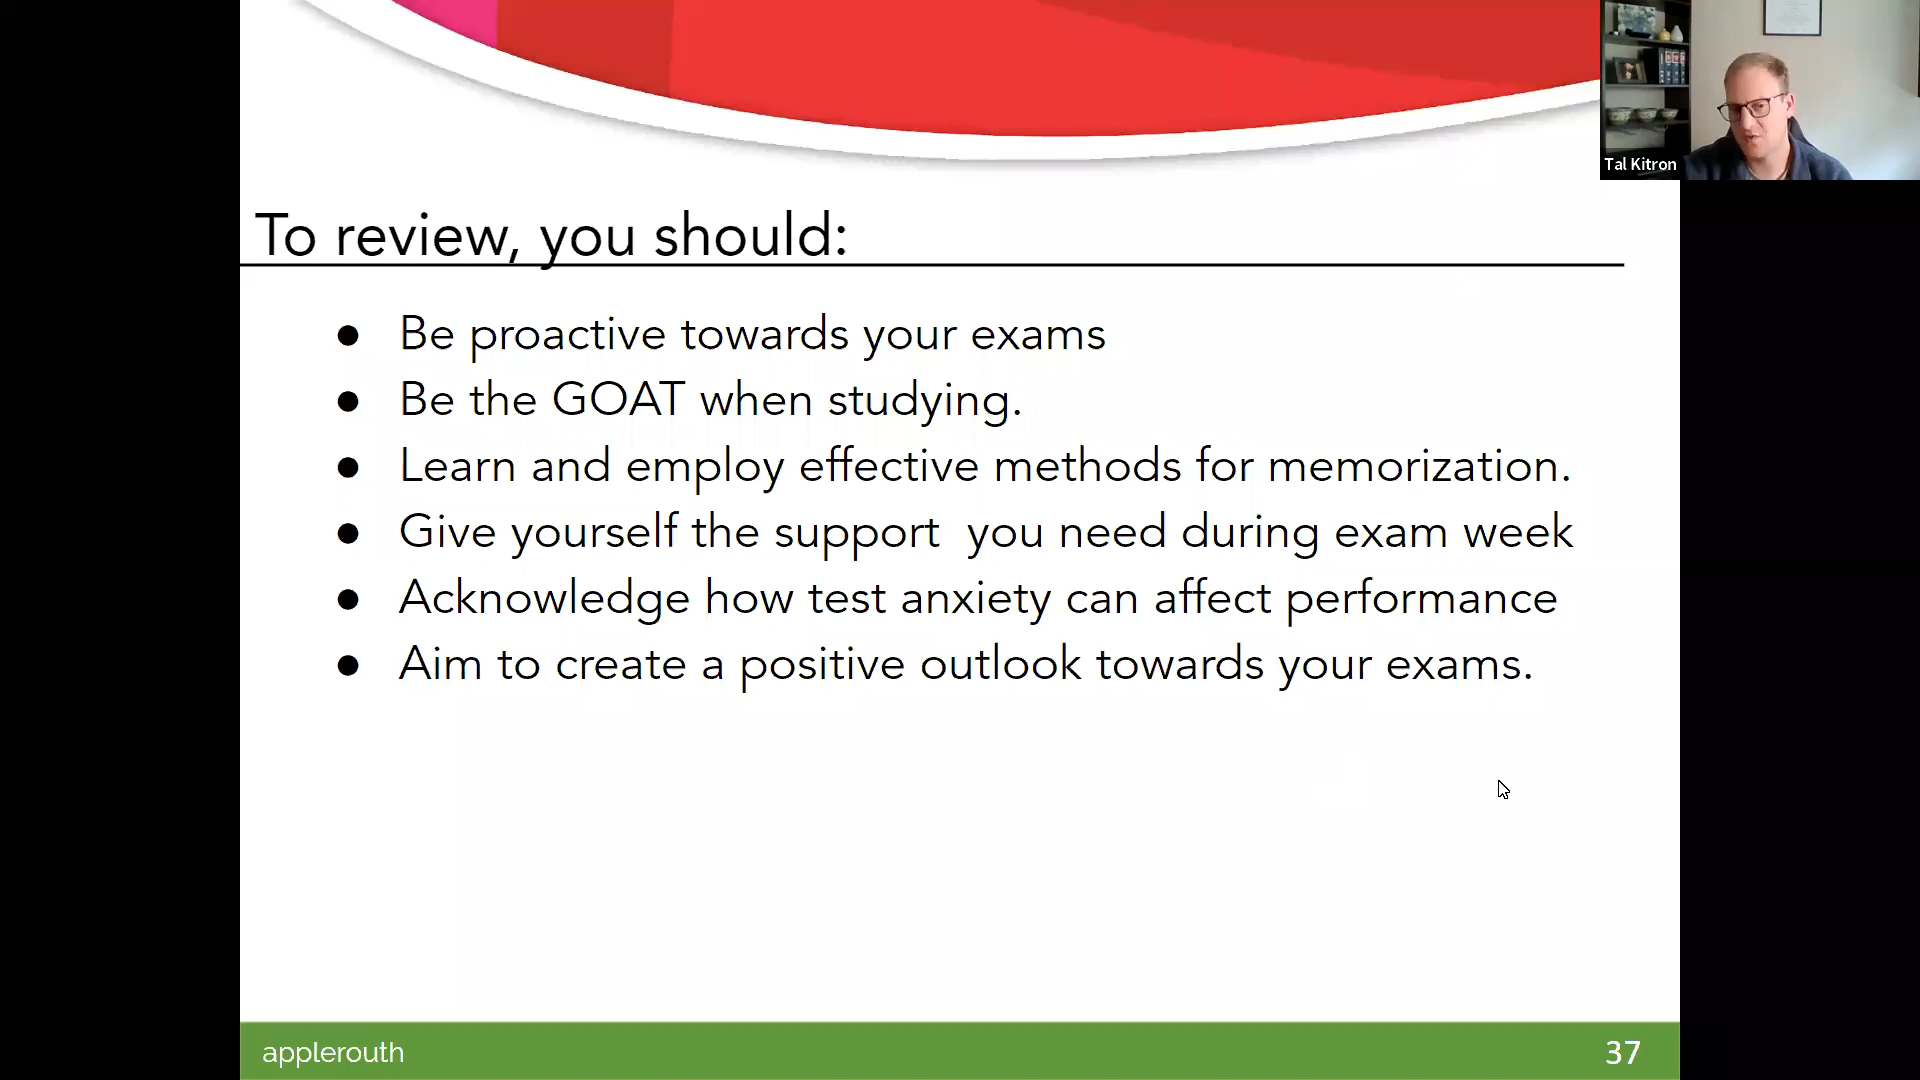 Tal Kitron
To review, you should:
● Be proactive towards your exams
● Be the GOAT when studying.
● Learn and employ effective methods for memorization.
● Give yourself the support  you need during exam week
● Acknowledge how test anxiety can affect performance
● Aim to create a positive outlook towards your exams.
applerouth
37